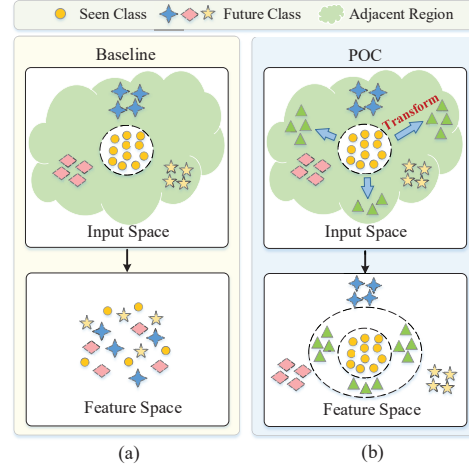 Seen Class Future Class Adjacent Region
Baseline
Input Space
Feature Space
(a)
POC
Transform
Input Space
Feature Space
(b)